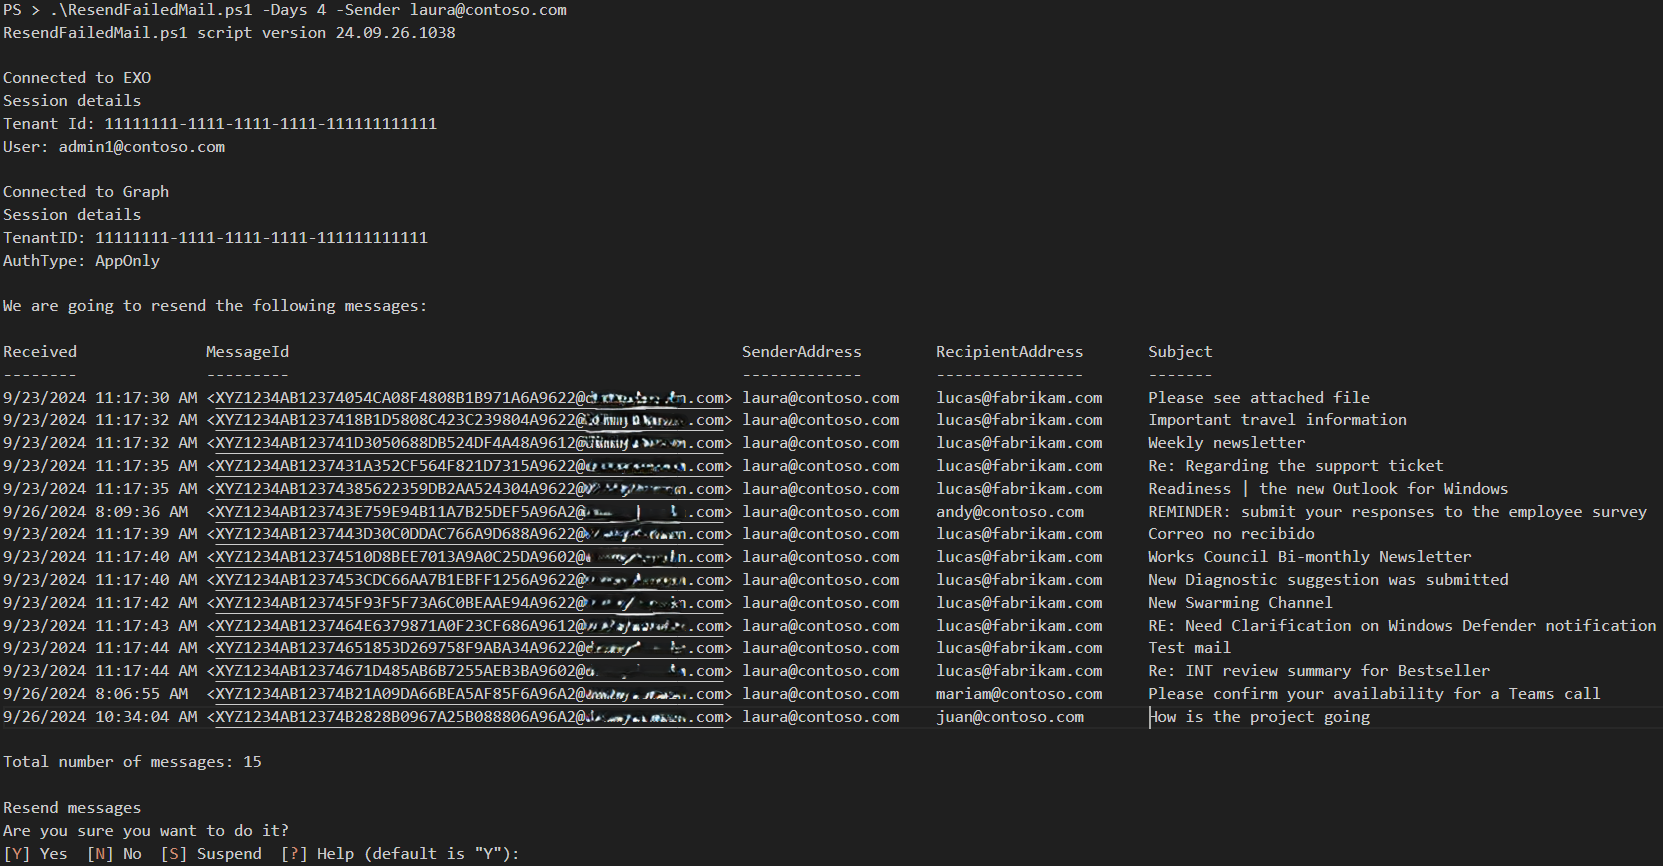 PS > .\ResendFailedMail.ps1 -Days 4 -Sender laura@contoso.com
ResendFailedMail.ps1 script version 24.09.26.1038
Connected to EXO
Session details
Tenant Id: 11111111-1111-1111-1111-111111111111
User: admin1@contoso.com
Connected to Graph
Session details
TenantID: 11111111-1111-1111-1111-111111111111
AuthType: AppOnly
We are going to resend the following messages:
Received MessageId SenderAddress RecipientAddress Subject
-------- --------- ------------- ---------------- -------
9/23/2024 11:17:30 AM <XYZ1234AB12374054CA08F4808B1B971A6A9622@ .com> laura@contoso.com lucas@fabrikam.com Please see attached file
9/23/2024 11:17:32 AM <XYZ1234AB1237418B1D5808C423C239804A9622@ .com> laura@contoso.com lucas@fabrikam.com Important travel information
9/23/2024 11:17:32 AM <XYZ1234AB123741D3050688DB524DF4A48A9612@ .com> laura@contoso.com lucas@fabrikam.com Weekly newsletter
9/23/2024 11:17:35 AM <XYZ1234AB1237431A352CF564F821D7315A9622@ .com> laura@contoso.com lucas@fabrikam.com Re: Regarding the support ticket
9/23/2024 11:17:35 AM <XYZ1234AB12374385622359DB2AA524304A9622@ .com> laura@contoso.com lucas@fabrikam.com Readiness | the new Outlook for Windows
9/26/2024 8:09:36 AM <XYZ1234AB123743E759E94B11A7B25DEF5A96A2@ .com> laura@contoso.com andy@contoso.com REMINDER: submit your responses to the employee survey
9/23/2024 11:17:39 AM <XYZ1234AB1237443D30C0DDAC766A9D688A9622@ .com> laura@contoso.com lucas@fabrikam.com Correo no recibido
9/23/2024 11:17:40 AM <XYZ1234AB12374510D8BEE7013A9A0C25DA9602@ .com> laura@contoso.com lucas@fabrikam.com Works Council Bi-monthly Newsletter
9/23/2024 11:17:40 AM <XYZ1234AB1237453CDC66AA7B1EBFF1256A9622@ .com> laura@contoso.com lucas@fabrikam.com New Diagnostic suggestion was submitted
9/23/2024 11:17:42 AM <XYZ1234AB123745F93F5F73A6C0BEAAE94A9622@ .com> laura@contoso.com lucas@fabrikam.com New Swarming Channel
9/23/2024 11:17:43 AM <XYZ1234AB1237464E6379871A0F23CF686A9612@ .com> laura@contoso.com lucas@fabrikam.com RE: Need Clarification on Windows Defender notification
9/23/2024 11:17:44 AM <XYZ1234AB12374651853D269758F9ABA34A9622@ .com> laura@contoso.com lucas@fabrikam.com Test mail
9/23/2024 11:17:44 AM <XYZ1234AB12374671D485AB6B7255AEB3BA9602@ .com> laura@contoso.com lucas@fabrikam.com Re: INT review summary for Bestseller
9/26/2024 8:06:55 AM <XYZ1234AB12374B21A09DA66BEA5AF85F6A96A2@ .com> laura@contoso.com mariam@contoso.com Please confirm your availability for a Teams call
9/26/2024 10:34:04 AM <XYZ1234AB12374B2828B0967A25B088806A96A2@ .com> laura@contoso.com juan@contoso.com How is the project going
Total number of messages: 15
Resend messages
Are you sure you want to do it?
[Y] Yes [N] No [S] Suspend [?] Help (default is "Y"):